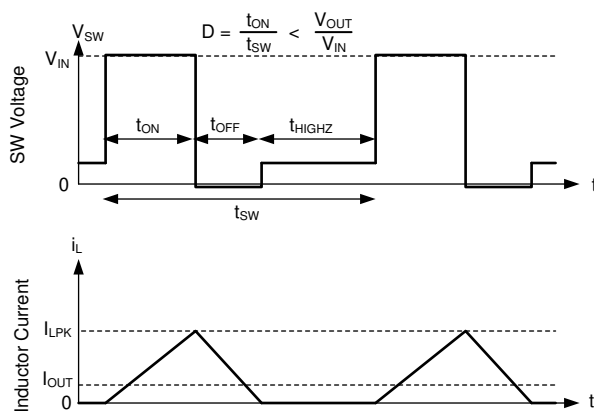 V_SW
D = t_ON / t_SW < V_OUT / V_IN
V_IN
SW Voltage
t_ON
t_OFF
t_HIGHZ
0
t
t_SW
i_L
Inductor Current
I_LPK
I_OUT
0
t